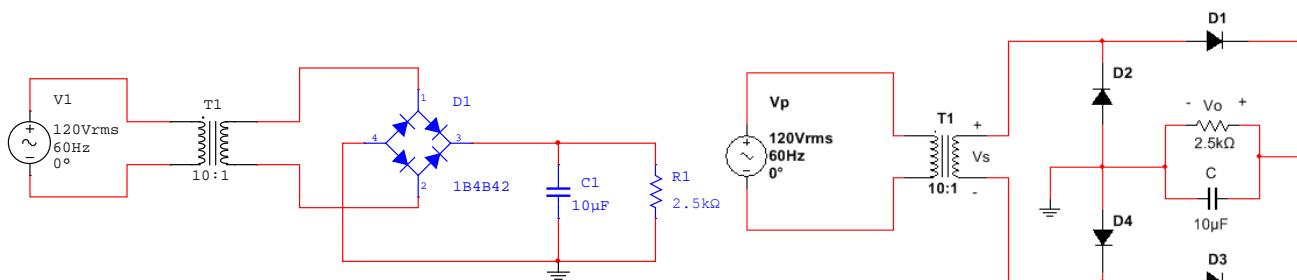 V1
120Vrms
60Hz
0°
T1
10:1
1
D1
4
3
2
1B4B42
C1
10µF
R1
2.5kΩ
Vp
120Vrms
60Hz
0°
T1
+
Vs
-
10:1
D1
D2
- Vo +
2.5kΩ
C
10µF
D4
D3